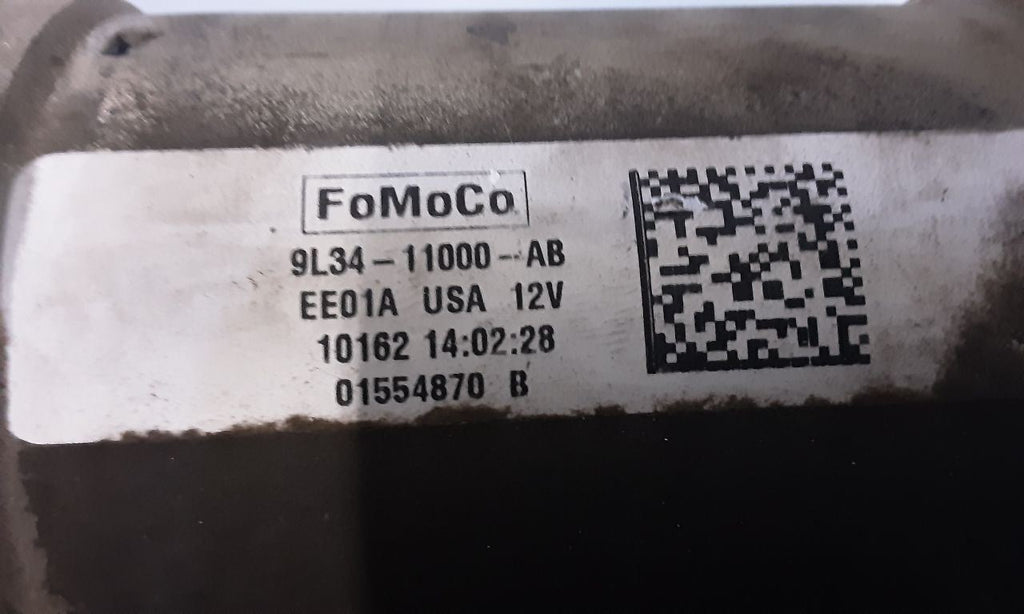 FoMoCo
9L34-11000-AB
EE01A USA 12V
10162 14:02:28
01554870 B